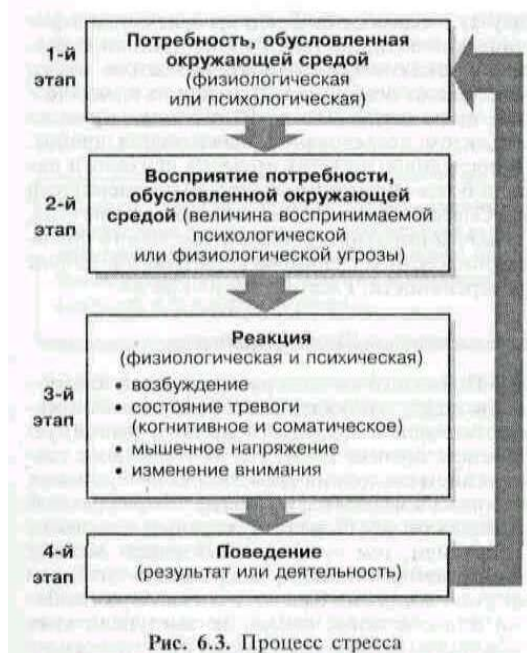 1-й
этап
Потребность, обусловленная
окружающей средой
(физиологическая
или психологическая)
2-й
этап
Восприятие потребности,
обусловленной окружающей
средой (величина воспринимаемой
психологической
или физиологической угрозы)
3-й
этап
Реакция
(физиологическая и психическая)
• возбуждение
• состояние тревоги
(когнитивное и соматическое)
• мышечное напряжение
• изменение внимания
4-й
этап
Поведение
(результат или деятельность)
Рис. 6.3. Процесс стресса